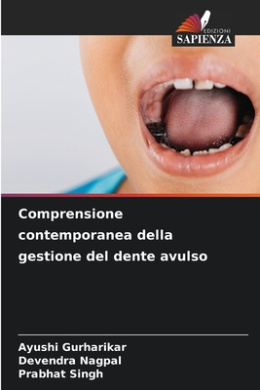 EDIZIONI
SAPIENZA
Comprensione
contemporanea della
gestione del dente avulso
Ayushi Gurharikar
Devendra Nagpal
Prabhat Singh